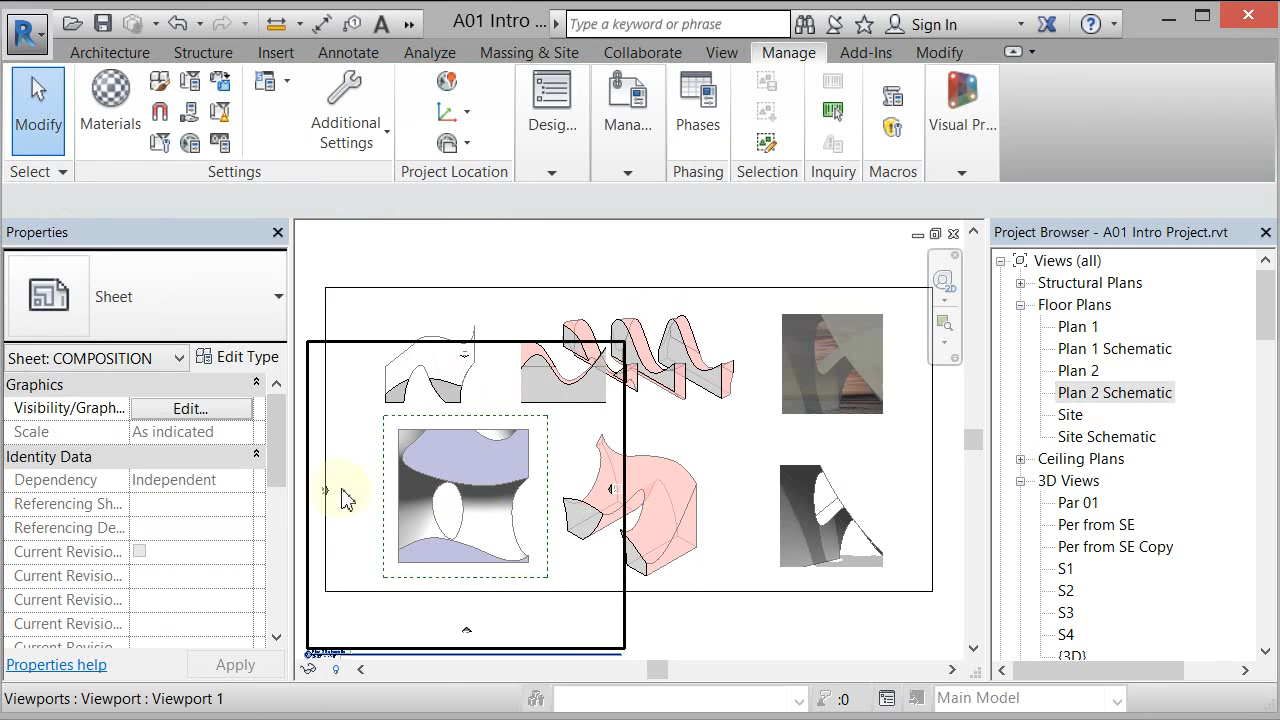 A01 Intro ...
Type a keyword or phrase
Sign In
Architecture
Structure
Insert
Annotate
Analyze
Massing & Site
Collaborate
View
Manage
Add-Ins
Modify
Modify
Materials
Additional
Settings
Desig...
Mana...
Phases
Visual Pr...
Select
Settings
Project Location
Phasing
Selection
Inquiry
Macros
Properties
Sheet
Sheet: COMPOSITION
Edit Type
Graphics
Visibility/Graph...
Edit...
Scale
As indicated
Identity Data
Dependency
Independent
Referencing Sh...
Referencing De...
Current Revisio...
Current Revision...
Current Revision...
Current Revision...
Properties help
Apply
2D
Project Browser - A01 Intro Project.rvt
Views (all)
Structural Plans
Floor Plans
Plan 1
Plan 1 Schematic
Plan 2
Plan 2 Schematic
Site
Site Schematic
Ceiling Plans
3D Views
Par 01
Per from SE
Per from SE Copy
S1
S2
S3
S4
{3D}
Viewports : Viewport : Viewport 1
:0
Main Model